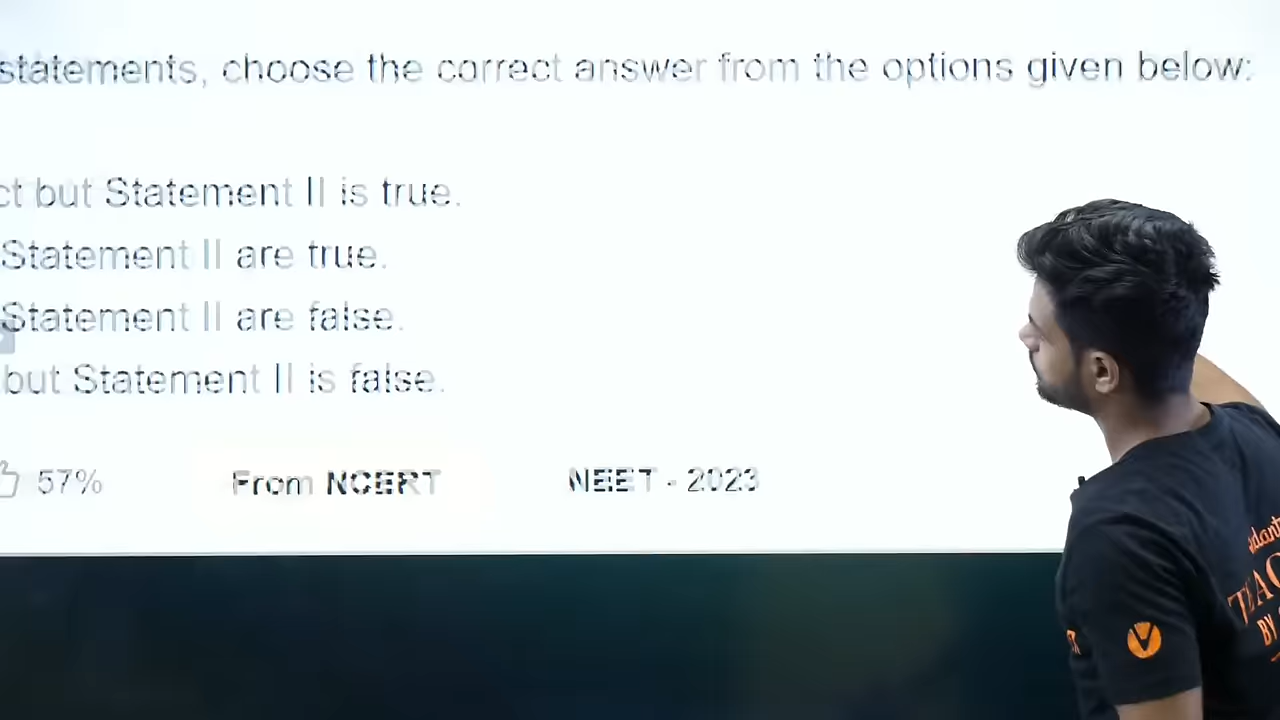 statements, choose the correct answer from the options given below:
ct but Statement II is true.
Statement II are true.
Statement II are false.
but Statement II is false.
57% From NCERT NEET - 2023
BY